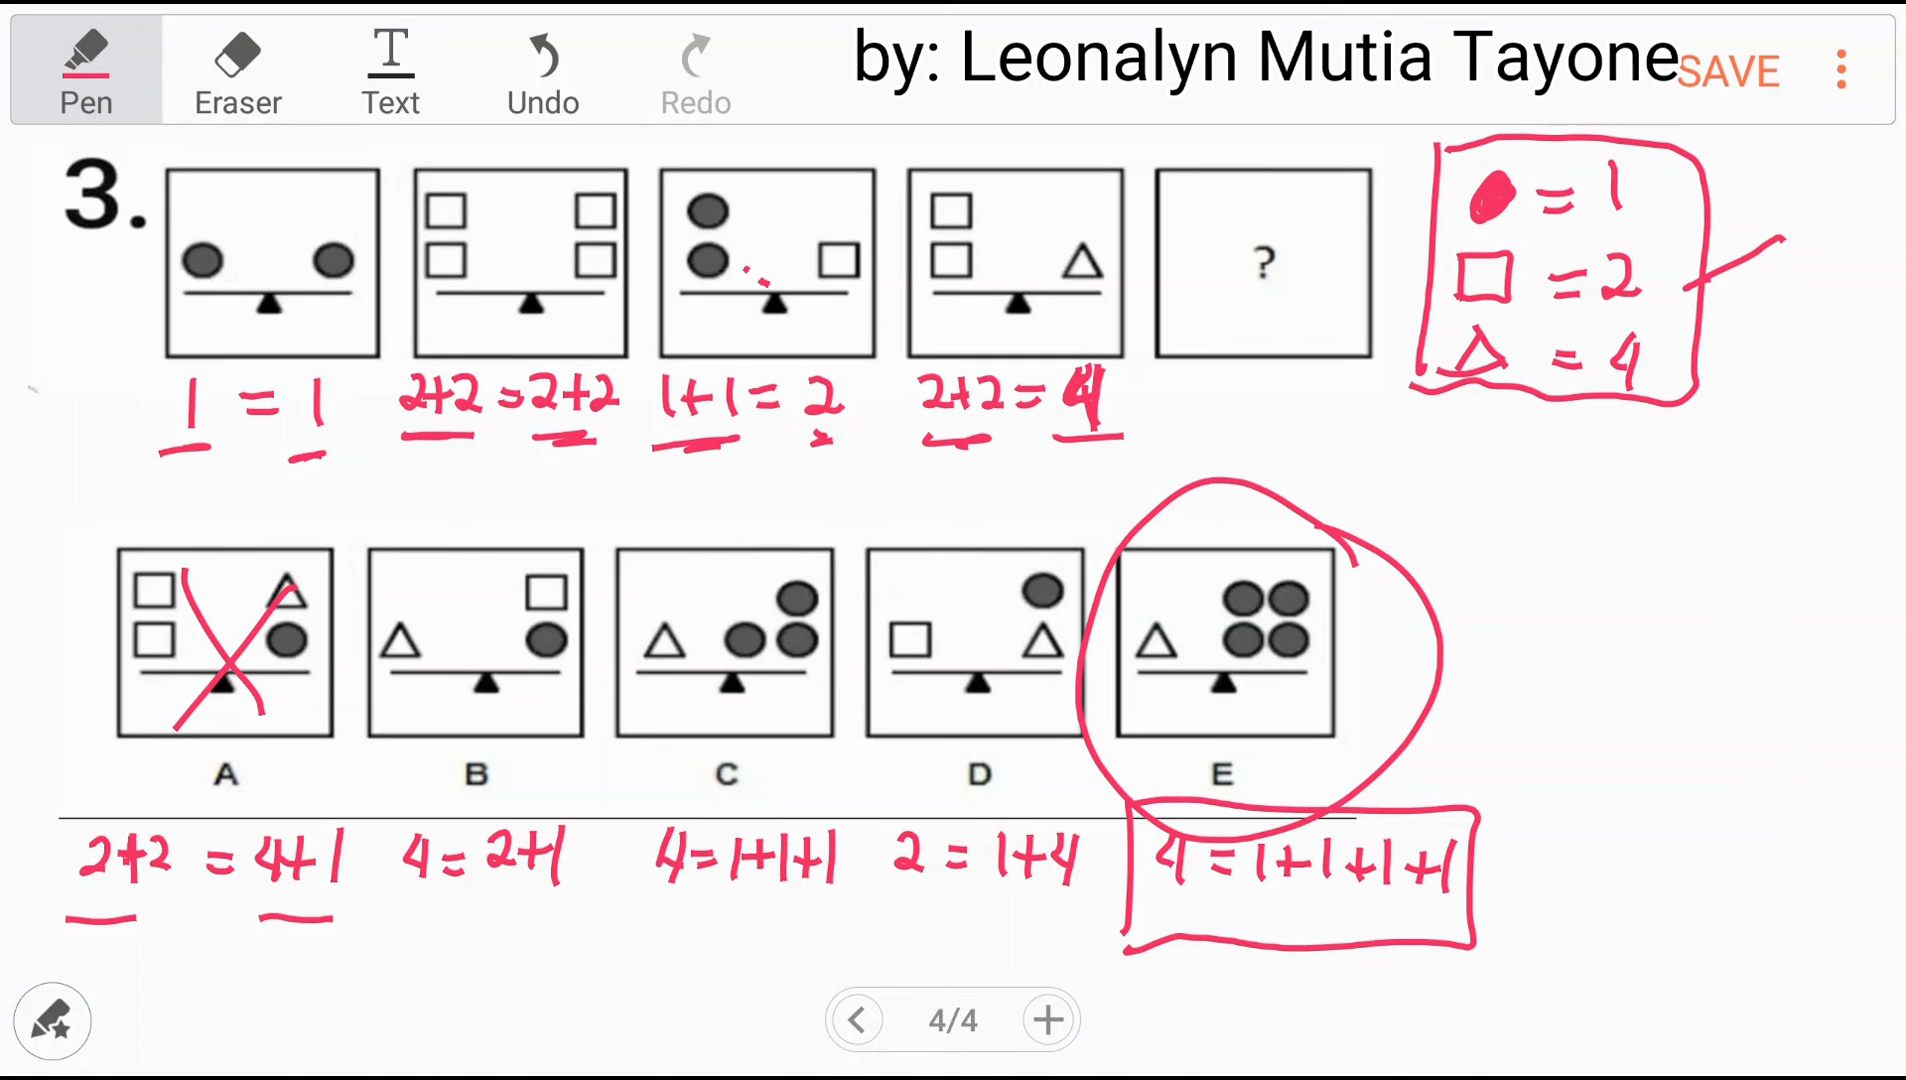 Pen Eraser Text Undo Redo by: Leonalyn Mutia Tayone SAVE
3.
?
= 1
= 2
= 4
1 = 1 2+2 = 2+2 1+1 = 2 2+2 = 4
A B C D E
2+2 = 4+1 4 = 2+1 4 = 1+1+1 2 = 1+4 4 = 1+1+1+1
4/4